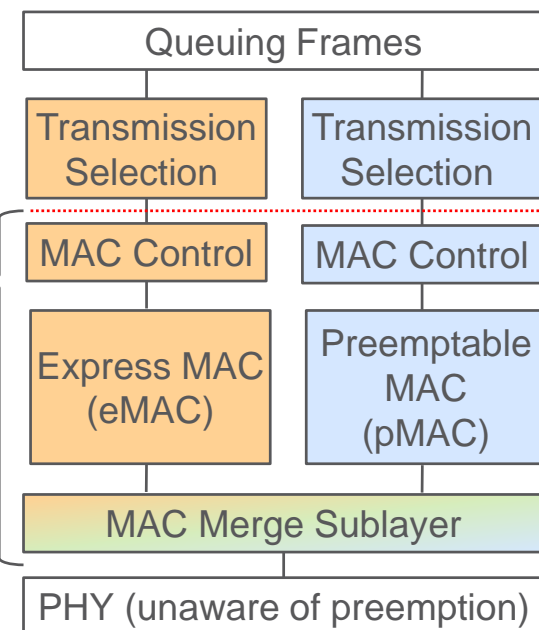 Queuing Frames
Transmission
Selection
Transmission
Selection
MAC Control
MAC Control
Express MAC
(eMAC)
Preemptable
MAC
(pMAC)
MAC Merge Sublayer
PHY (unaware of preemption)